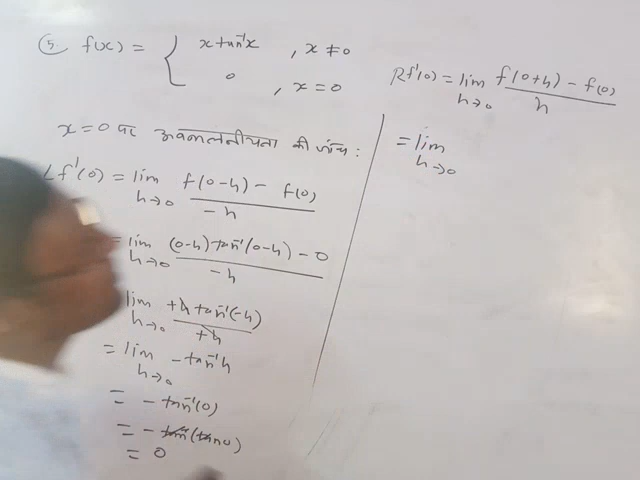 (5. f(x) = { x tan⁻¹x , x ≠ 0
0 , x = 0
x = 0 पर अवकलनीयता की जांच :
Lf'(0) = lim h→0 f(0-h) - f(0) / -h
= lim h→0 (0-h) tan⁻¹(0-h) - 0 / -h
lim h→0 +h tan⁻¹(-h) / +h
= lim h→0 - tan⁻¹h
= - tan⁻¹(0)
= - tan⁻¹(tan0)
= 0
Rf'(0) = lim h→0 f(0+h) - f(0) / h
= lim h→0